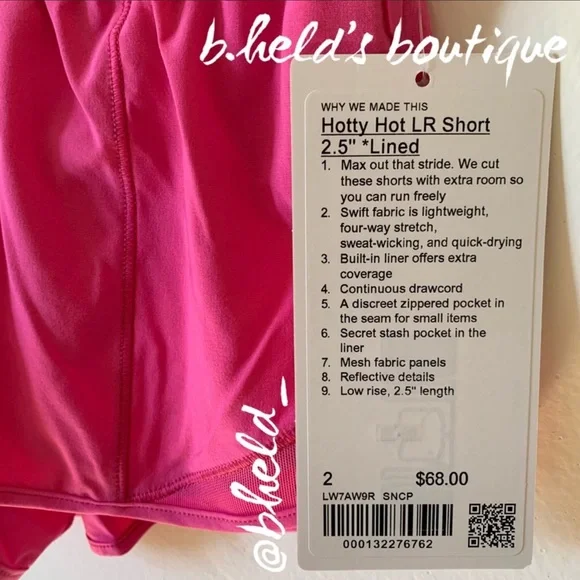 b.held's boutique
WHY WE MADE THIS
Hotty Hot LR Short
2.5" *Lined
1. Max out that stride. We cut
these shorts with extra room so
you can run freely
2. Swift fabric is lightweight,
four-way stretch,
sweat-wicking, and quick-drying
3. Built-in liner offers extra
coverage
4. Continuous drawcord
5. A discreet zippered pocket in
the seam for small items
6. Secret stash pocket in the
liner
7. Mesh fabric panels
8. Reflective details
9. Low rise, 2.5" length
2 $68.00
LW7AW9R SNCP
000132276762
@bheld_